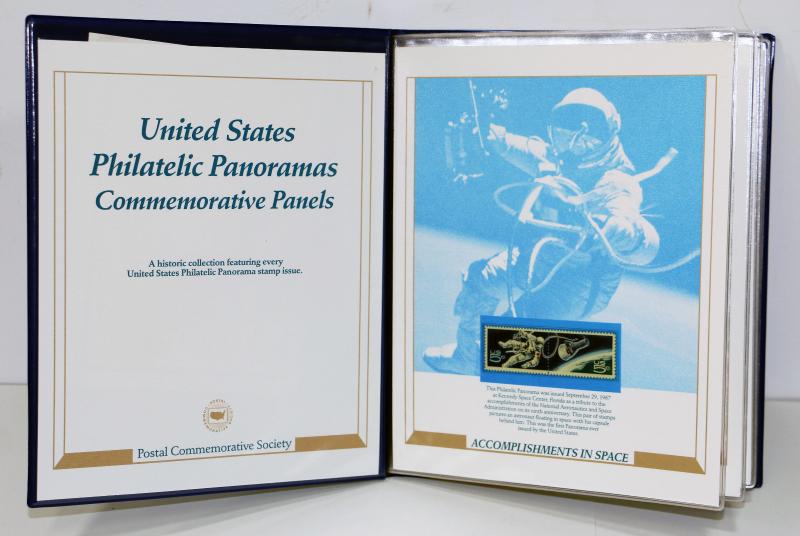 United States
Philatelic Panoramas
Commemorative Panels
A historic collection featuring every
United States Philatelic Panorama stamp issue.
Postal Commemorative Society
This Philatelic Panorama was issued September 29, 1967
at Kennedy Space Center, Florida as a tribute to the
accomplishments of the National Aeronautics and Space
Administration on its ninth anniversary. This pair of stamps
pictures an astronaut floating in space with his capsule
behind him. This was the first Panorama ever
issued by the United States.
ACCOMPLISHMENTS IN SPACE